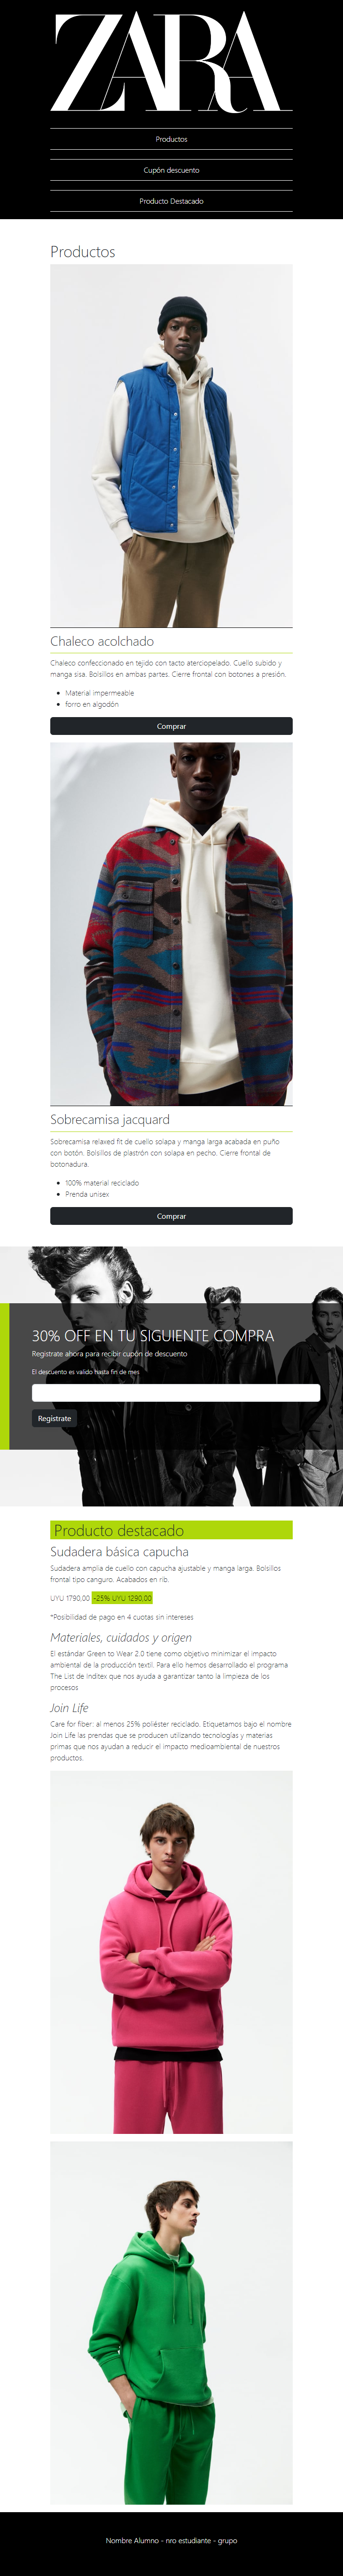 ZARA
Productos
Cupón descuento
Producto Destacado
Productos
Chaleco acolchado
Chaleco confeccionado en tejido con tacto aterciopelado. Cuello subido y
manga sisa. Bolsillos en ambas partes. Cierre frontal con botones a presión.
Material impermeable
forro en algodón
Comprar
Sobrecamisa jacquard
Sobrecamisa relaxed fit de cuello solapa y manga larga acabada en puño
con botón. Bolsillos de plastrón con solapa en pecho. Cierre frontal de
botonadura.
100% material reciclado
Prenda unisex
Comprar
30% OFF EN TU SIGUIENTE COMPRA
Registrate ahora para recibir cupón de descuento
El descuento es valido hasta fin de mes
Registrate
Producto destacado
Sudadera básica capucha
Sudadera amplia de cuello con capucha ajustable y manga larga. Bolsillos
frontal tipo canguro. Acabados en rib.
UYU 1790,00 -25% UYU 1290,00
*Posibilidad de pago en 4 cuotas sin intereses
Materiales, cuidados y origen
El estándar Green to Wear 2.0 tiene como objetivo minimizar el impacto
ambiental de la producción textil. Para ello hemos desarrollado el programa
The List de Inditex que nos ayuda a garantizar tanto la limpieza de los
procesos
Join Life
Care for fiber: al menos 25% poliéster reciclado. Etiquetamos bajo el nombre
Join Life las prendas que se producen utilizando tecnologías y materias
primas que nos ayudan a reducir el impacto medioambiental de nuestros
productos.
Nombre Alumno - nro estudiante - grupo